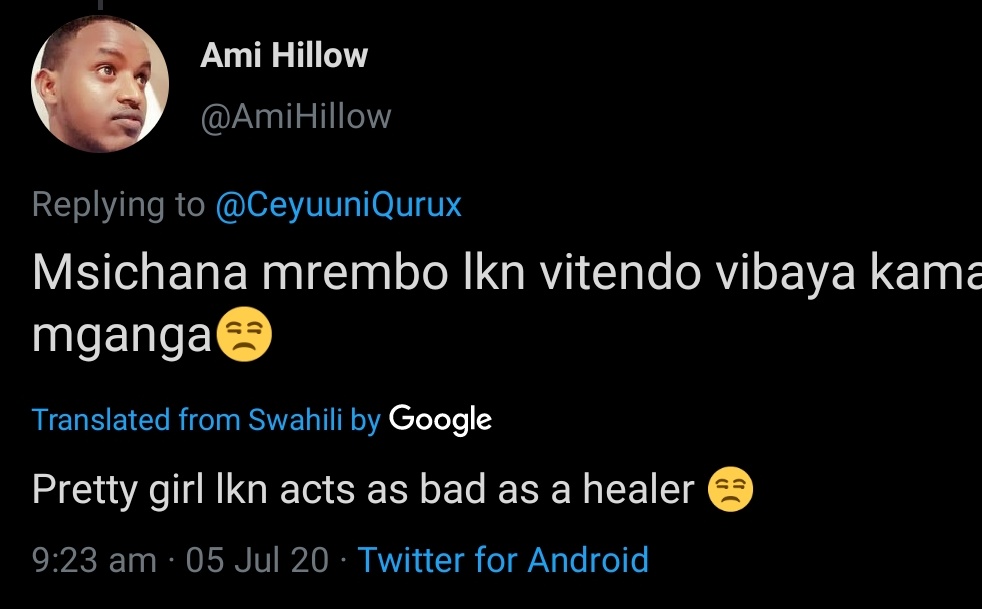 Ami Hillow
@AmiHillow
Replying to @CeyuuniQurux
Msichana mrembo lkn vitendo vibaya kama
mganga😒
Translated from Swahili by Google
Pretty girl lkn acts as bad as a healer 😒
9:23 am · 05 Jul 20 · Twitter for Android